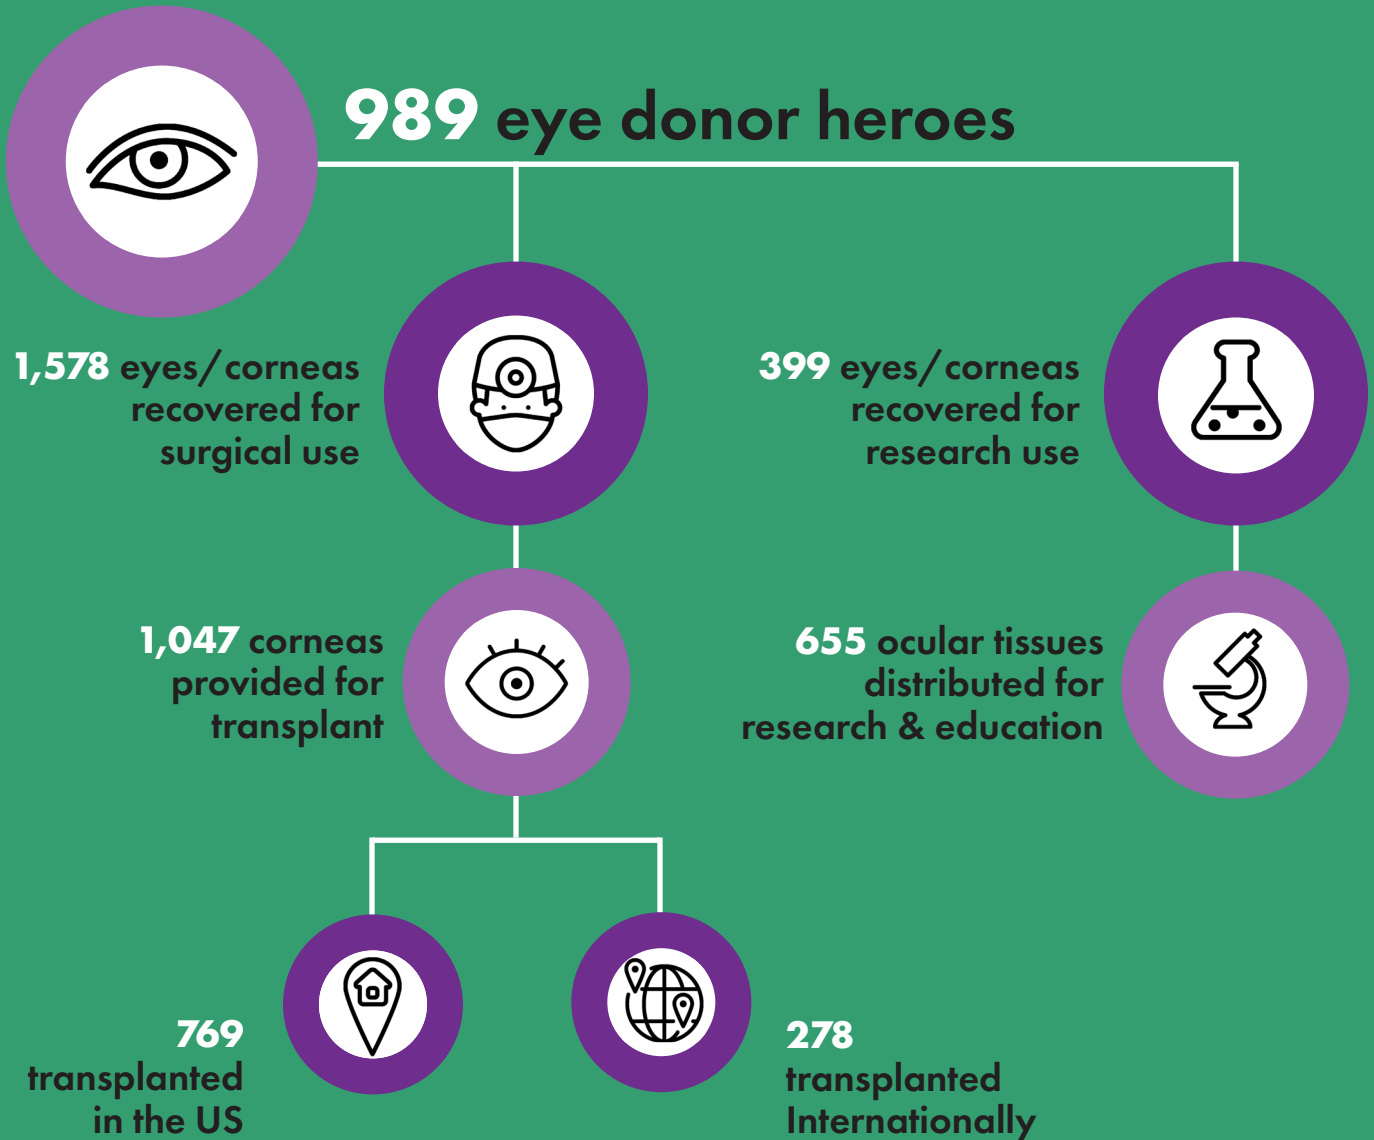 989 eye donor heroes
1,578 eyes/corneas
recovered for
surgical use
399 eyes/corneas
recovered for
research use
1,047 corneas
provided for
transplant
655 ocular tissues
distributed for
research & education
769
transplanted
in the US
278
transplanted
Internationally